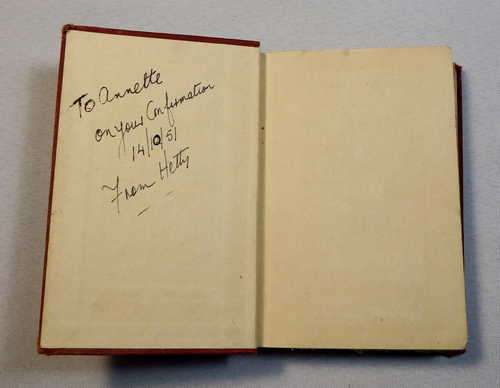 To Annette
on your Confirmation
14/10/51
From Hetty